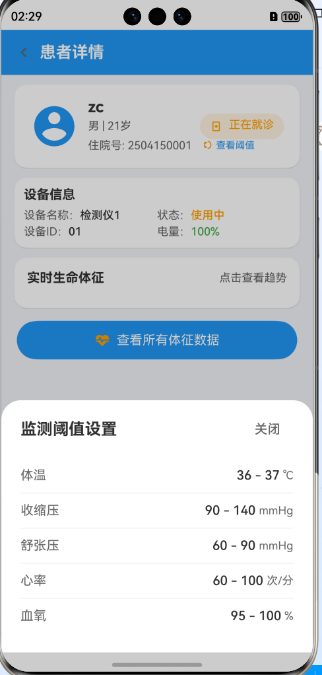 02:29
100
患者详情
zc
男 | 21岁
正在就诊
住院号: 2504150001
查看阈值
设备信息
设备名称: 检测仪1
状态: 使用中
设备ID: 01
电量: 100%
实时生命体征
点击查看趋势
查看所有体征数据
监测阈值设置
关闭
体温
36 - 37 ℃
收缩压
90 - 140 mmHg
舒张压
60 - 90 mmHg
心率
60 - 100 次/分
血氧
95 - 100 %